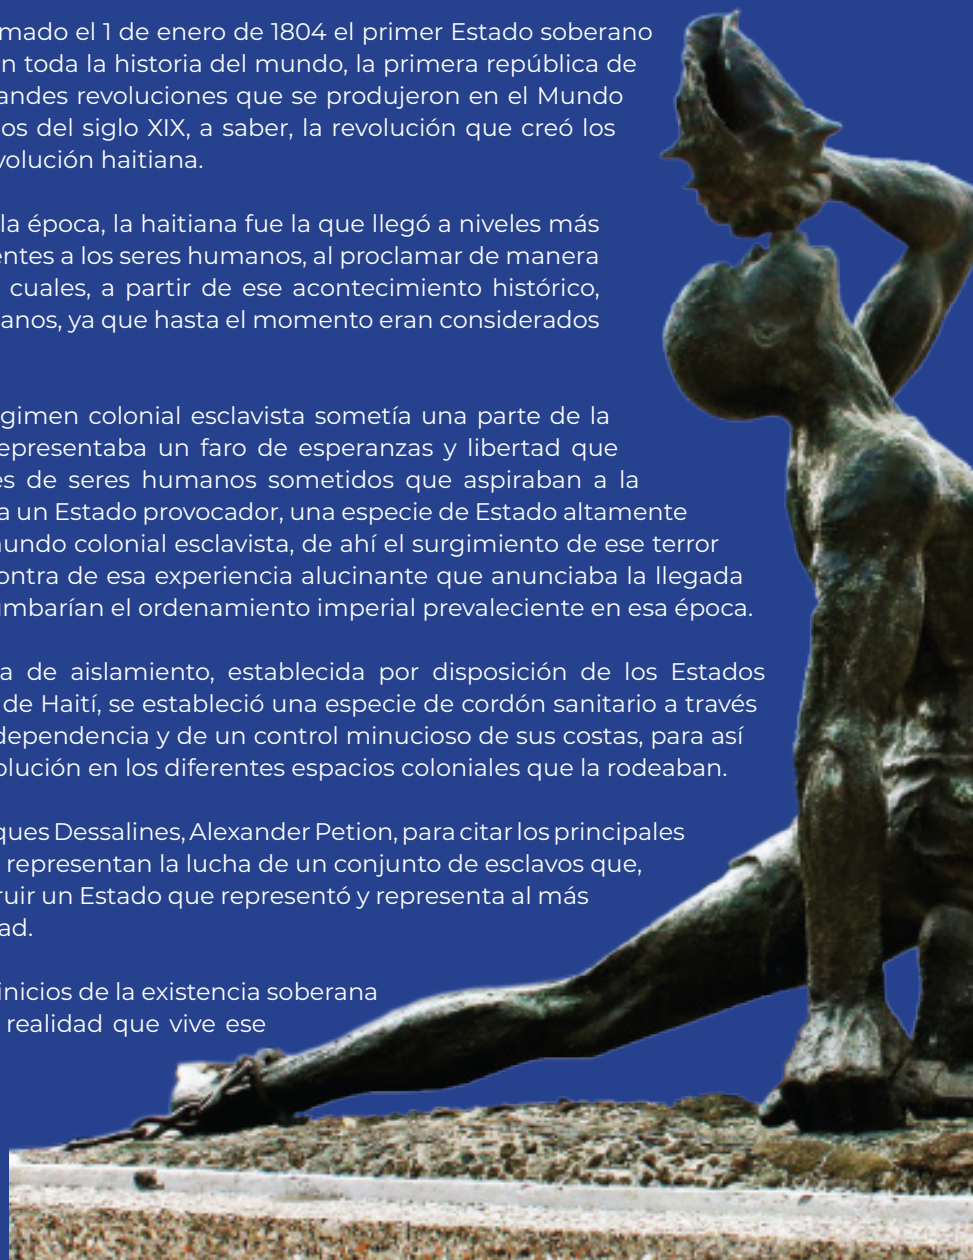 mado el 1 de enero de 1804 el primer Estado soberano
n toda la historia del mundo, la primera república de
andes revoluciones que se produjeron en el Mundo
os del siglo XIX, a saber, la revolución que creó los
volución haitiana.
la época, la haitiana fue la que llegó a niveles más
entes a los seres humanos, al proclamar de manera
cuales, a partir de ese acontecimiento histórico,
anos, ya que hasta el momento eran considerados
gimen colonial esclavista sometía una parte de la
epresentaba un faro de esperanzas y libertad que
es de seres humanos sometidos que aspiraban a la
a un Estado provocador, una especie de Estado altamente
undo colonial esclavista, de ahí el surgimiento de ese terror
ontra de esa experiencia alucinante que anunciaba la llegada
umbarían el ordenamiento imperial prevaleciente en esa época.
a de aislamiento, establecida por disposición de los Estados
de Haití, se estableció una especie de cordón sanitario a través
dependencia y de un control minucioso de sus costas, para así
olución en los diferentes espacios coloniales que la rodeaban.
ques Dessalines, Alexander Petion, para citar los principales
representan la lucha de un conjunto de esclavos que,
ruir un Estado que representó y representa al más
ad.
inicios de la existencia soberana
realidad que vive ese